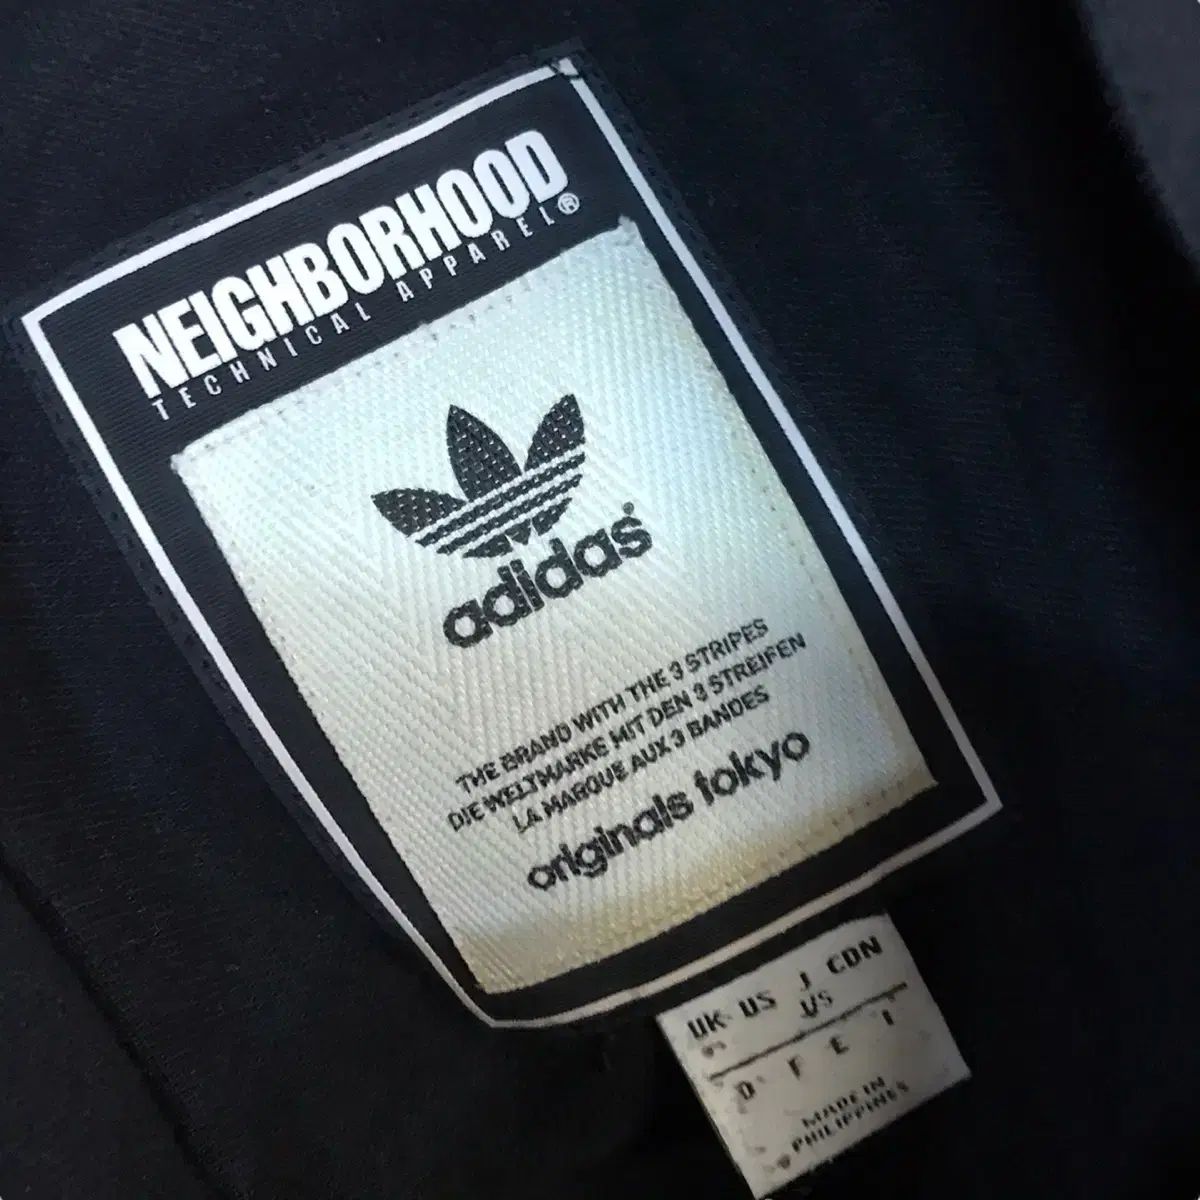 NEIGHBORHOOD
TECHNICAL APPAREL®
adidas
THE BRAND WITH THE 3 STRIPES
DIE WELTMARKE MIT DEN 3 STREIFEN
LA MARQUE AUX 3 BANDES
originals tokyo
UK US J CDN
D F E I
MADE IN
PHILIPPINES